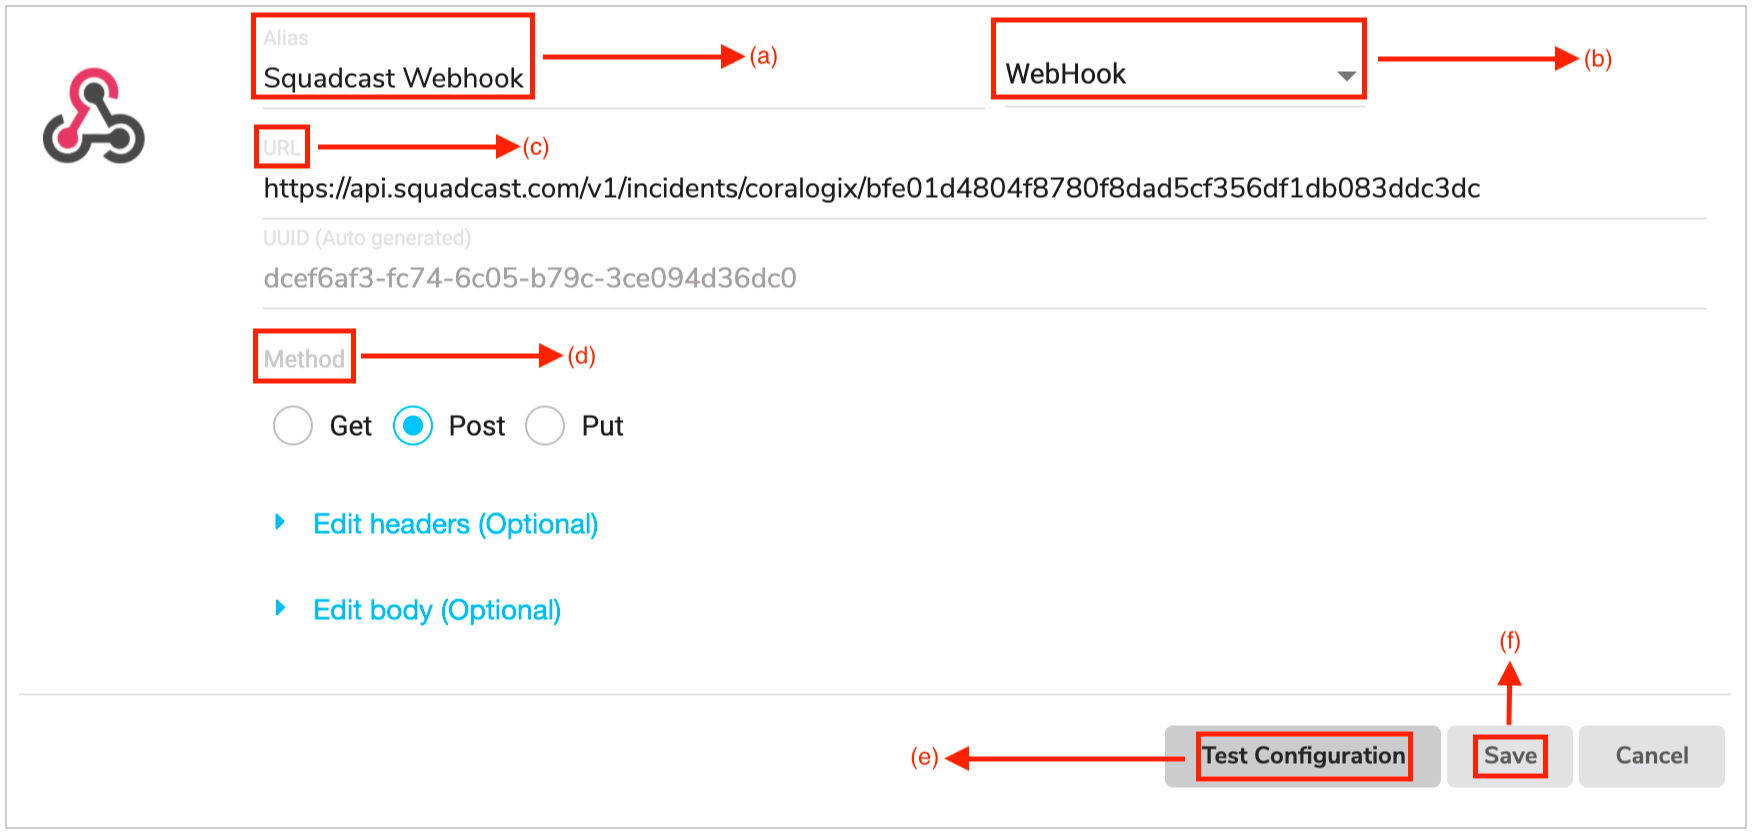 Alias
Squadcast Webhook
(a)
WebHook
(b)
URL
(c)
https://api.squadcast.com/v1/incidents/coralogix/bfe01d4804f8780f8dad5cf356df1db083ddc3dc
UUID (Auto generated)
dcef6af3-fc74-6c05-b79c-3ce094d36dc0
Method
(d)
Get
Post
Put
Edit headers (Optional)
Edit body (Optional)
(f)
(e)
Test Configuration
Save
Cancel